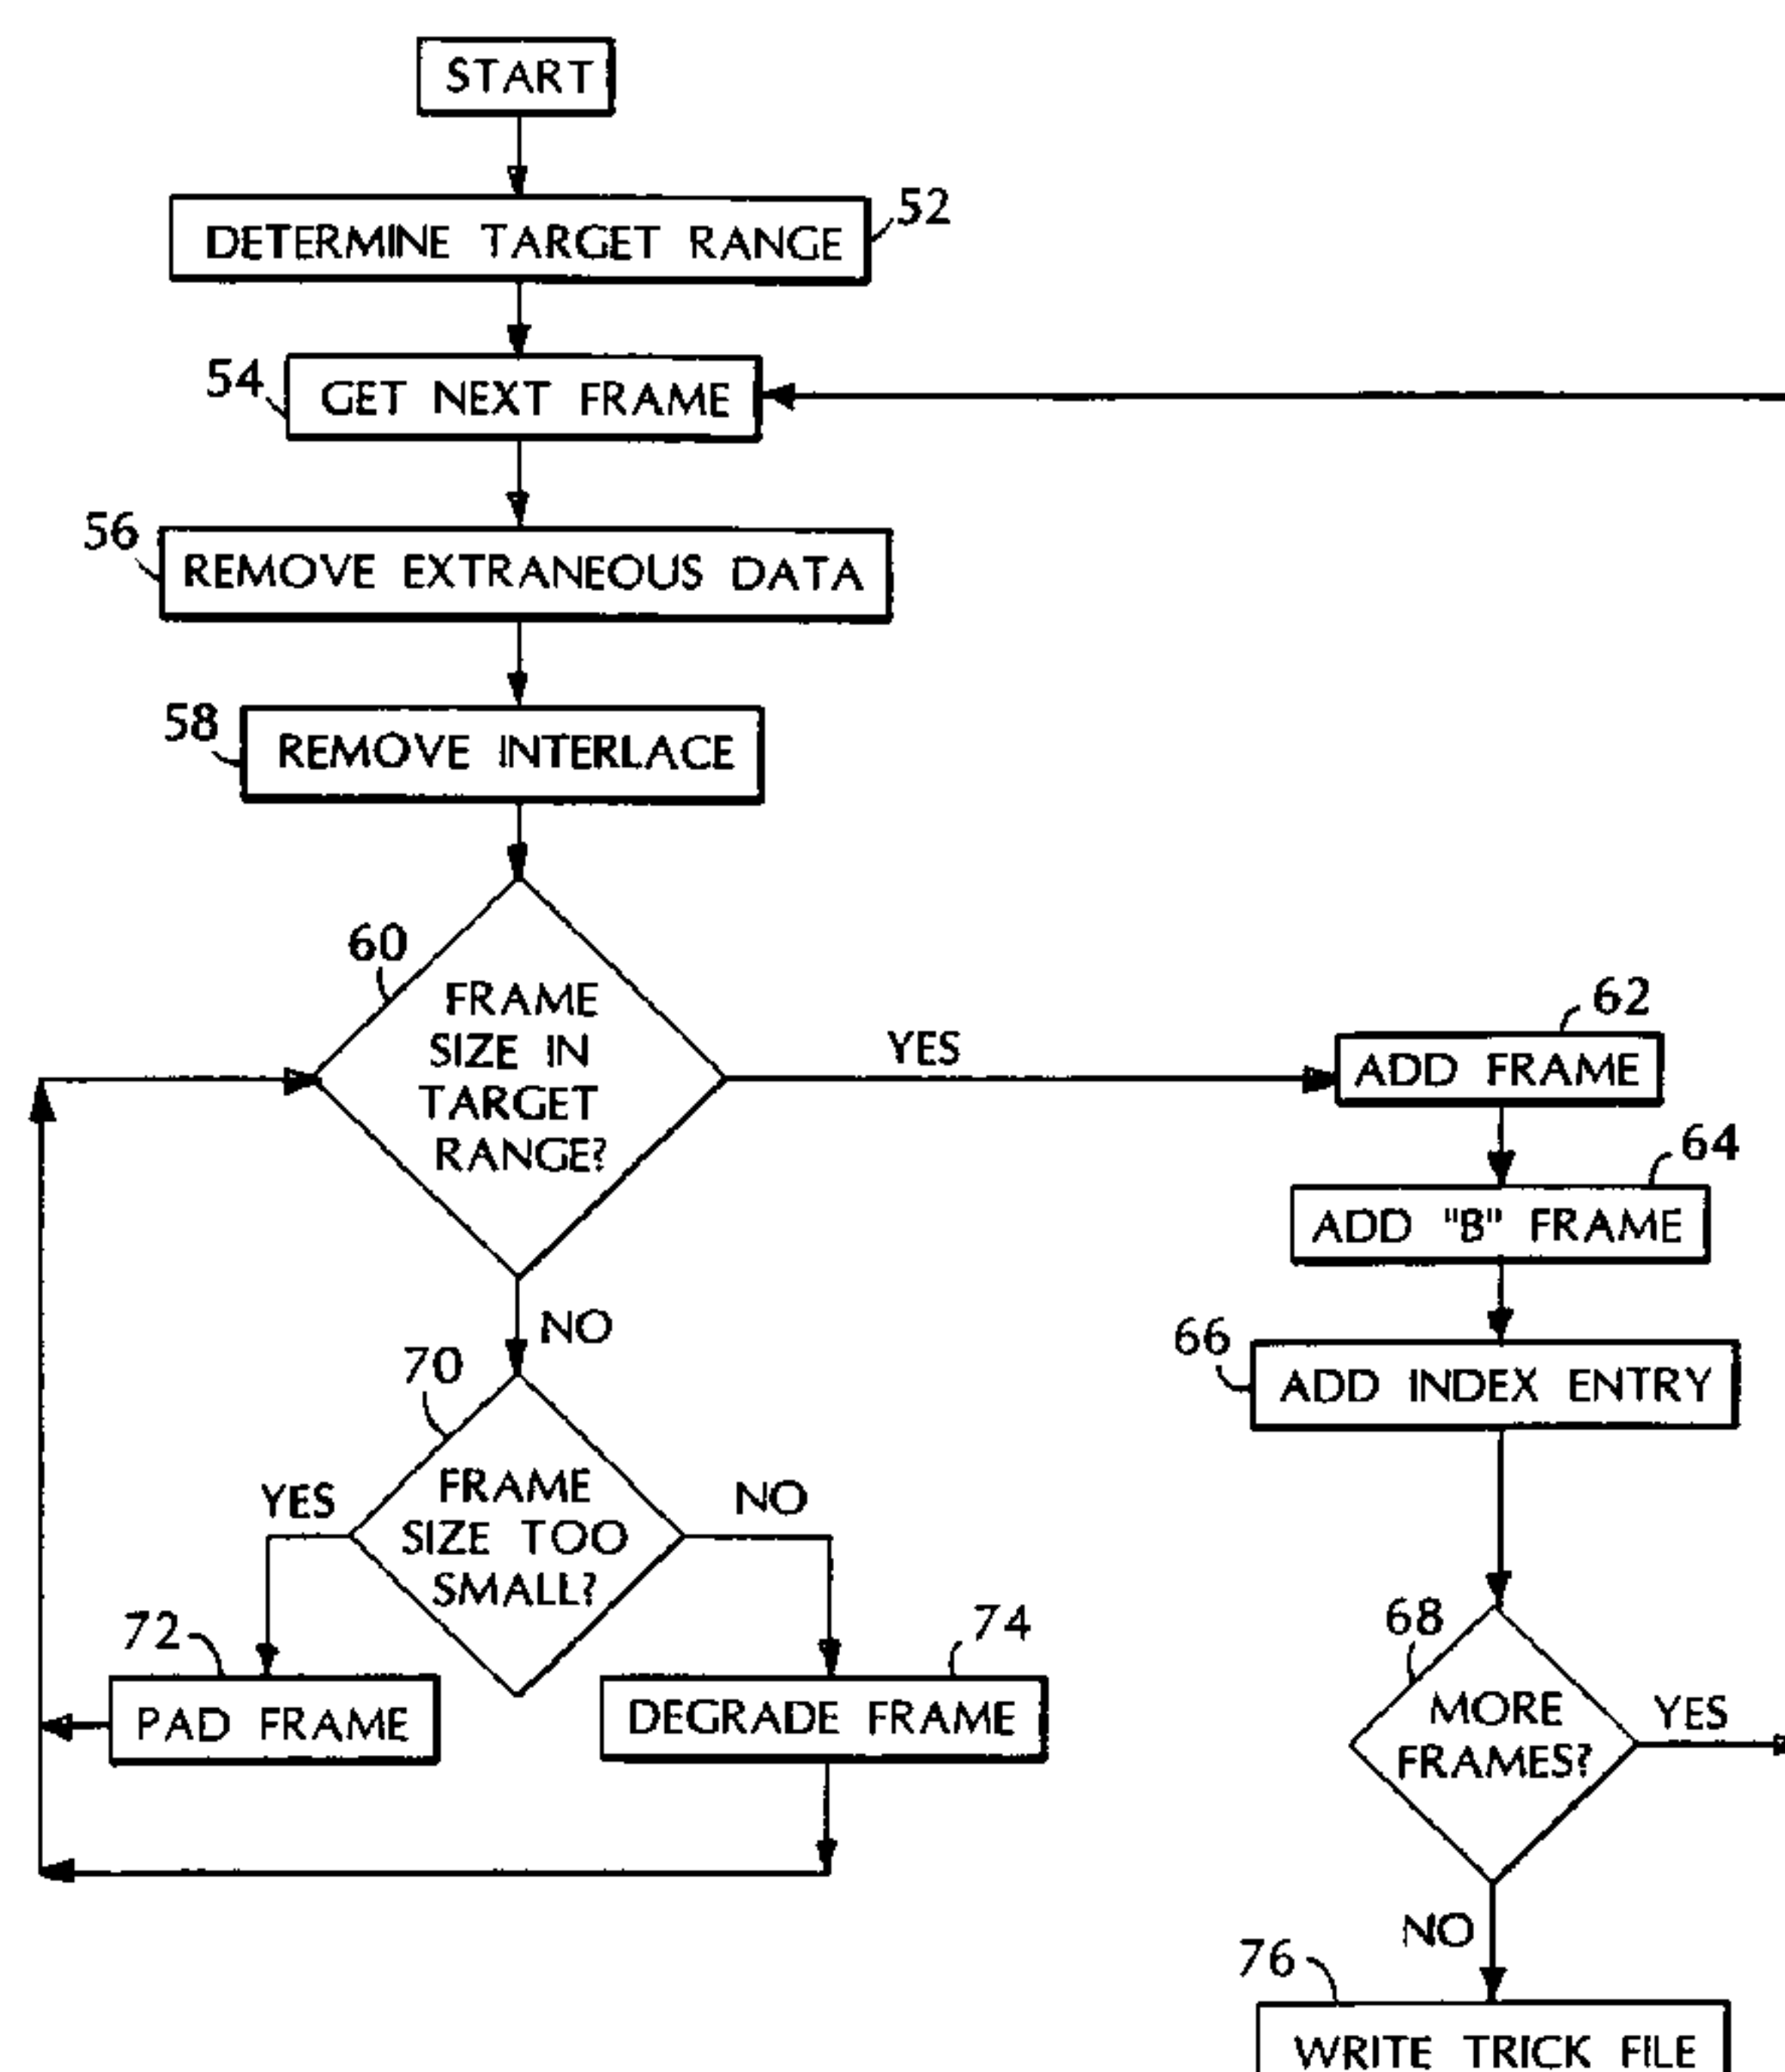 START
DETERMINE TARGET RANGE
52
54
GET NEXT FRAME
56
REMOVE EXTRANEOUS DATA
58
REMOVE INTERLACE
60
FRAME
SIZE IN
TARGET
RANGE?
YES
62
ADD FRAME
64
ADD "B" FRAME
NO
66
ADD INDEX ENTRY
70
FRAME
SIZE TOO
SMALL?
YES
NO
72
PAD FRAME
74
DEGRADE FRAME
68
MORE
FRAMES?
YES
NO
76
WRITE TRICK FILE